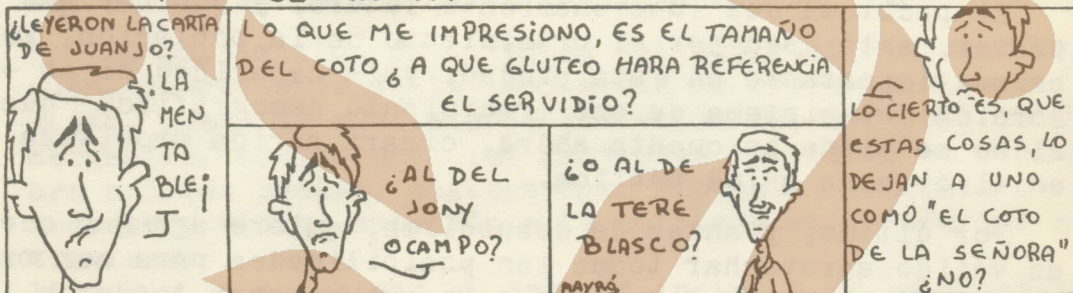 ¿LEYERON LA CARTA
DE JUANJO?
¡LA
MEN
TA
BLE!
LO QUE ME IMPRESIONO, ES EL TAMAÑO
DEL COTO ¿ A QUE GLUTEO HARA REFERENCIA
EL SERVIDIO?
¿AL DEL
JONY
OCAMPO?
¿O AL DE
LA TERE
BLASCO?
MAYRÓ
LO CIERTO ES, QUE
ESTAS COSAS, LO
DEJAN A UNO
COMO "EL COTO
DE LA SEÑORA"
¿NO?